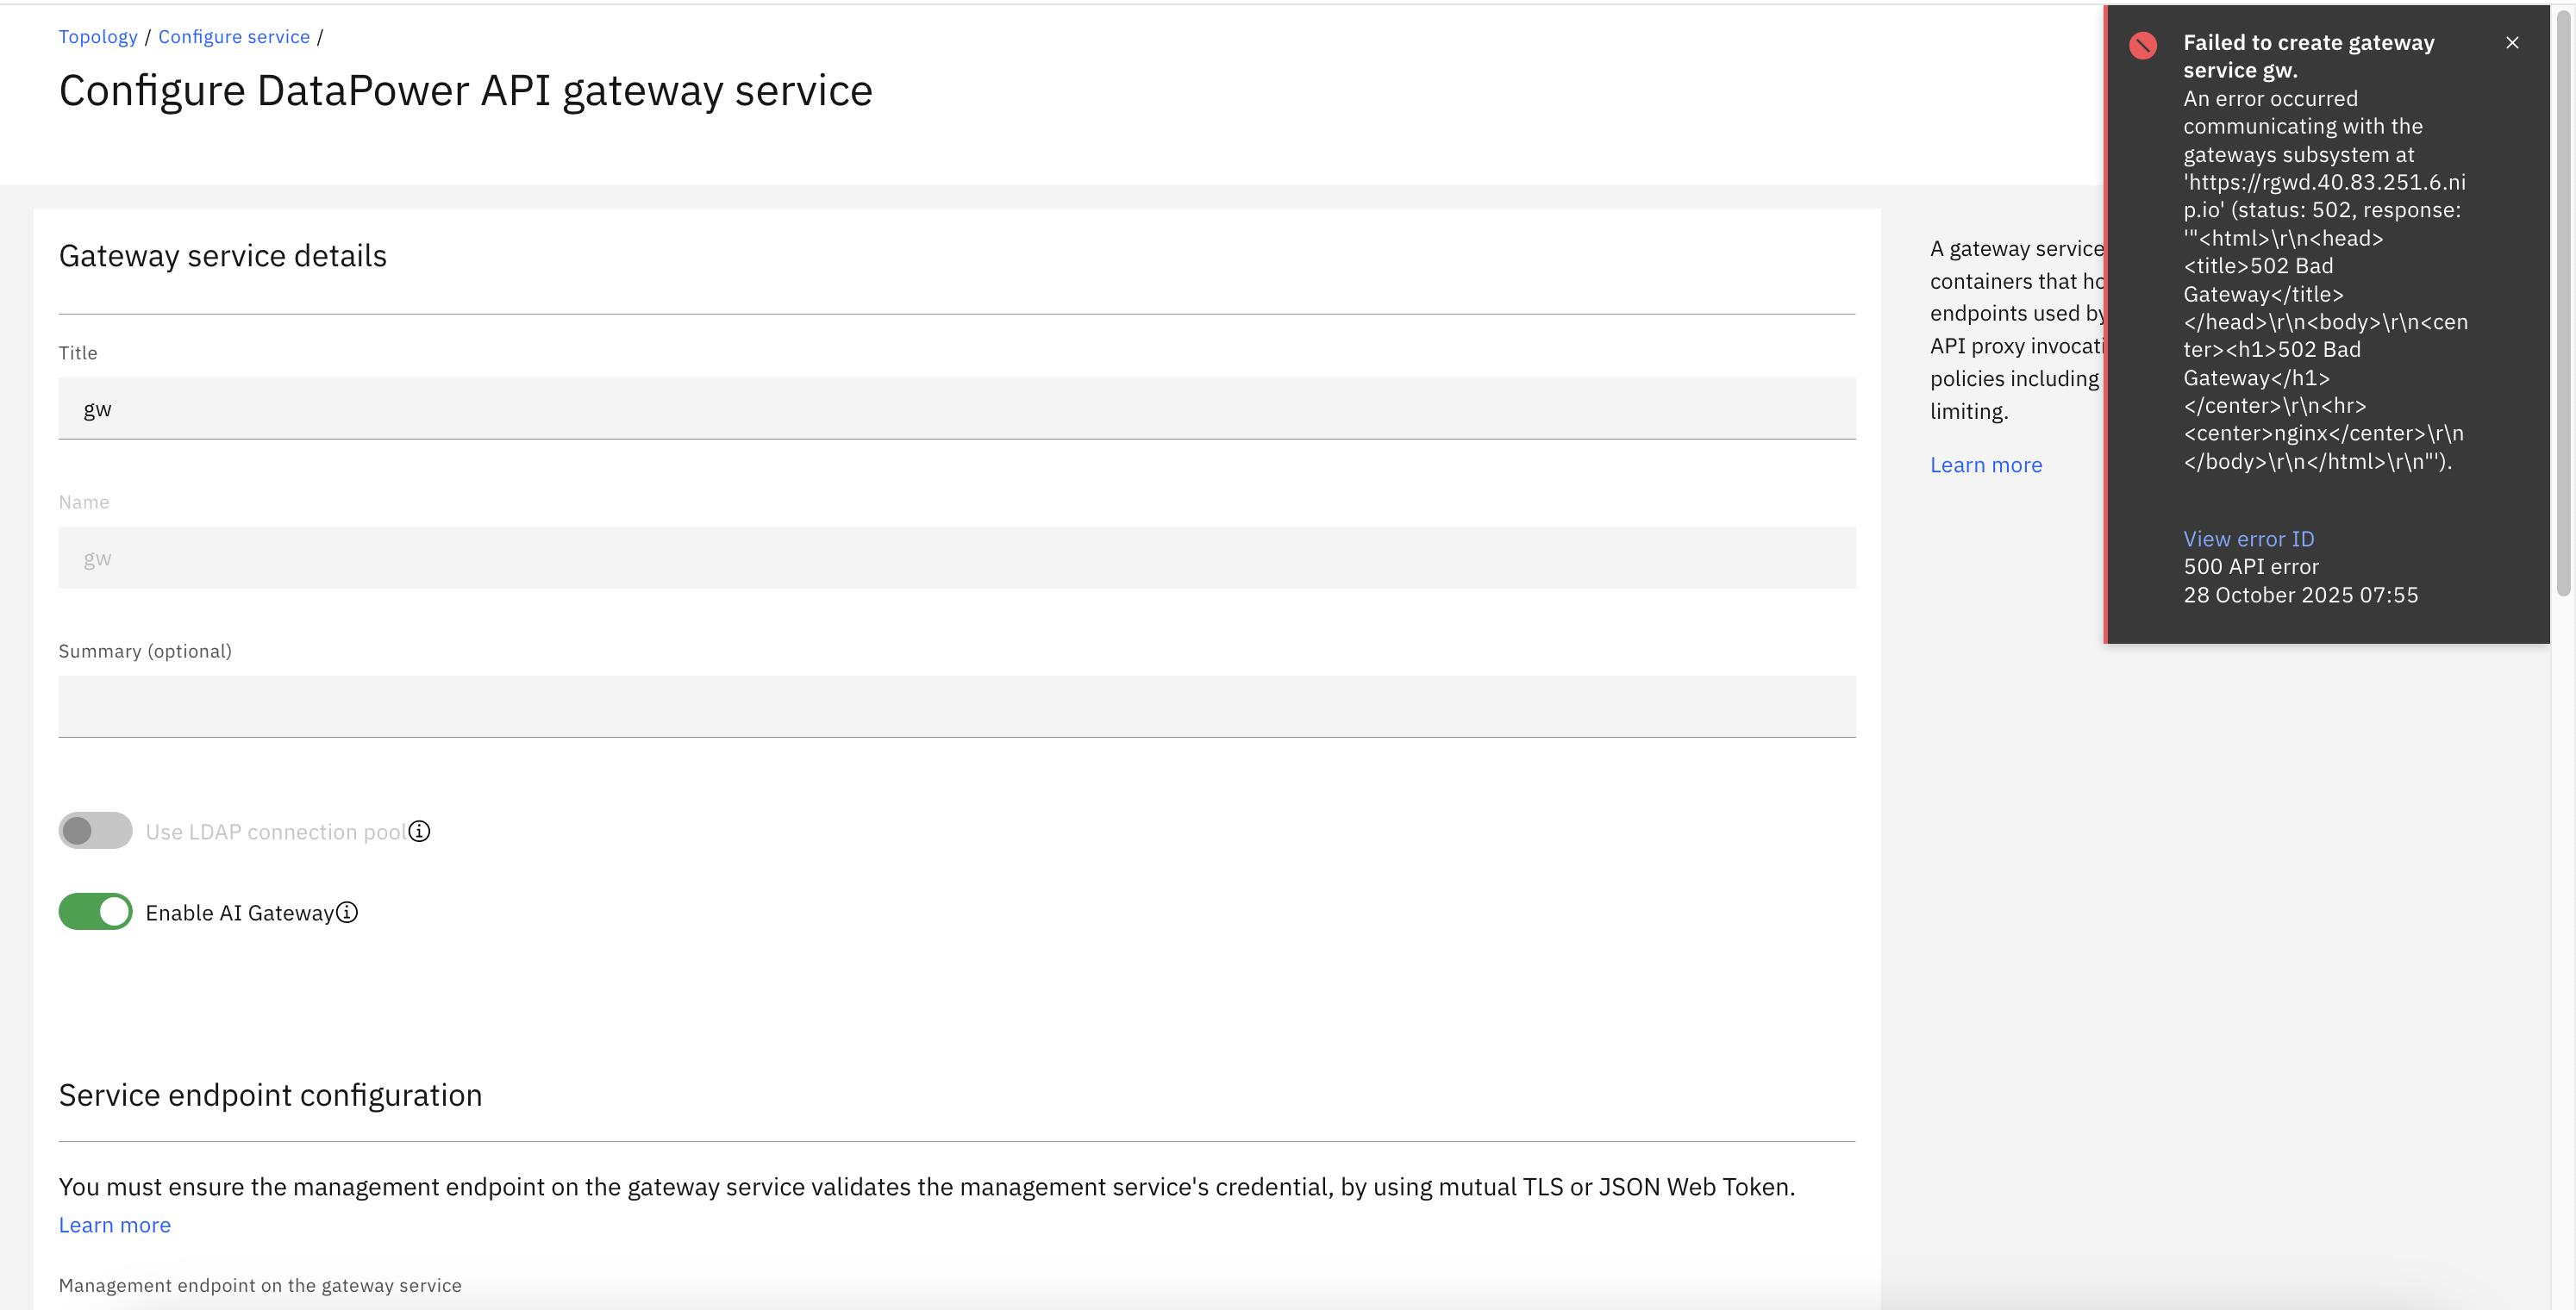 Topology / Configure service /
Configure DataPower API gateway service
Gateway service details
Title
gw
Name
gw
Summary (optional)
Use LDAP connection pool
Enable AI Gateway
Service endpoint configuration
You must ensure the management endpoint on the gateway service validates the management service's credential, by using mutual TLS or JSON Web Token.
Learn more
Management endpoint on the gateway service
A gateway service
containers that
endpoints used by
API proxy
policies including
limiting.
Learn more
Failed to create gateway
service gw.
An error occurred
communicating with the
gateways subsystem at
'https://rgwd.40.83.251.6.ni
p.io' (status: 502, response:
'"<html>\r\n<head>
<title>502 Bad
Gateway</title>
</head>\r\n<body>\r\n<cen
ter><h1>502 Bad
Gateway</h1>
</center>\r\n<hr>
<center>nginx</center>\r\n
</body>\r\n</html>\r\n"').
View error ID
500 API error
28 October 2025 07:55